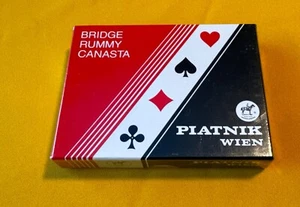 BRIDGE
RUMMY
CANASTA
PIATNIK
WIEN